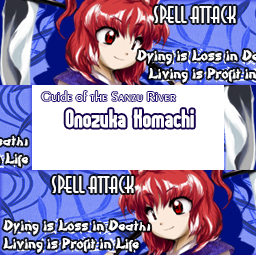 SPELL ATTACK
Dying is Loss in Death
Living is Profit in Life
Guide of the Sanzu River
Onozuka Komachi
Death
n Life
SPELL ATTACK
Dying is Loss in Death
Living is Profit in Life